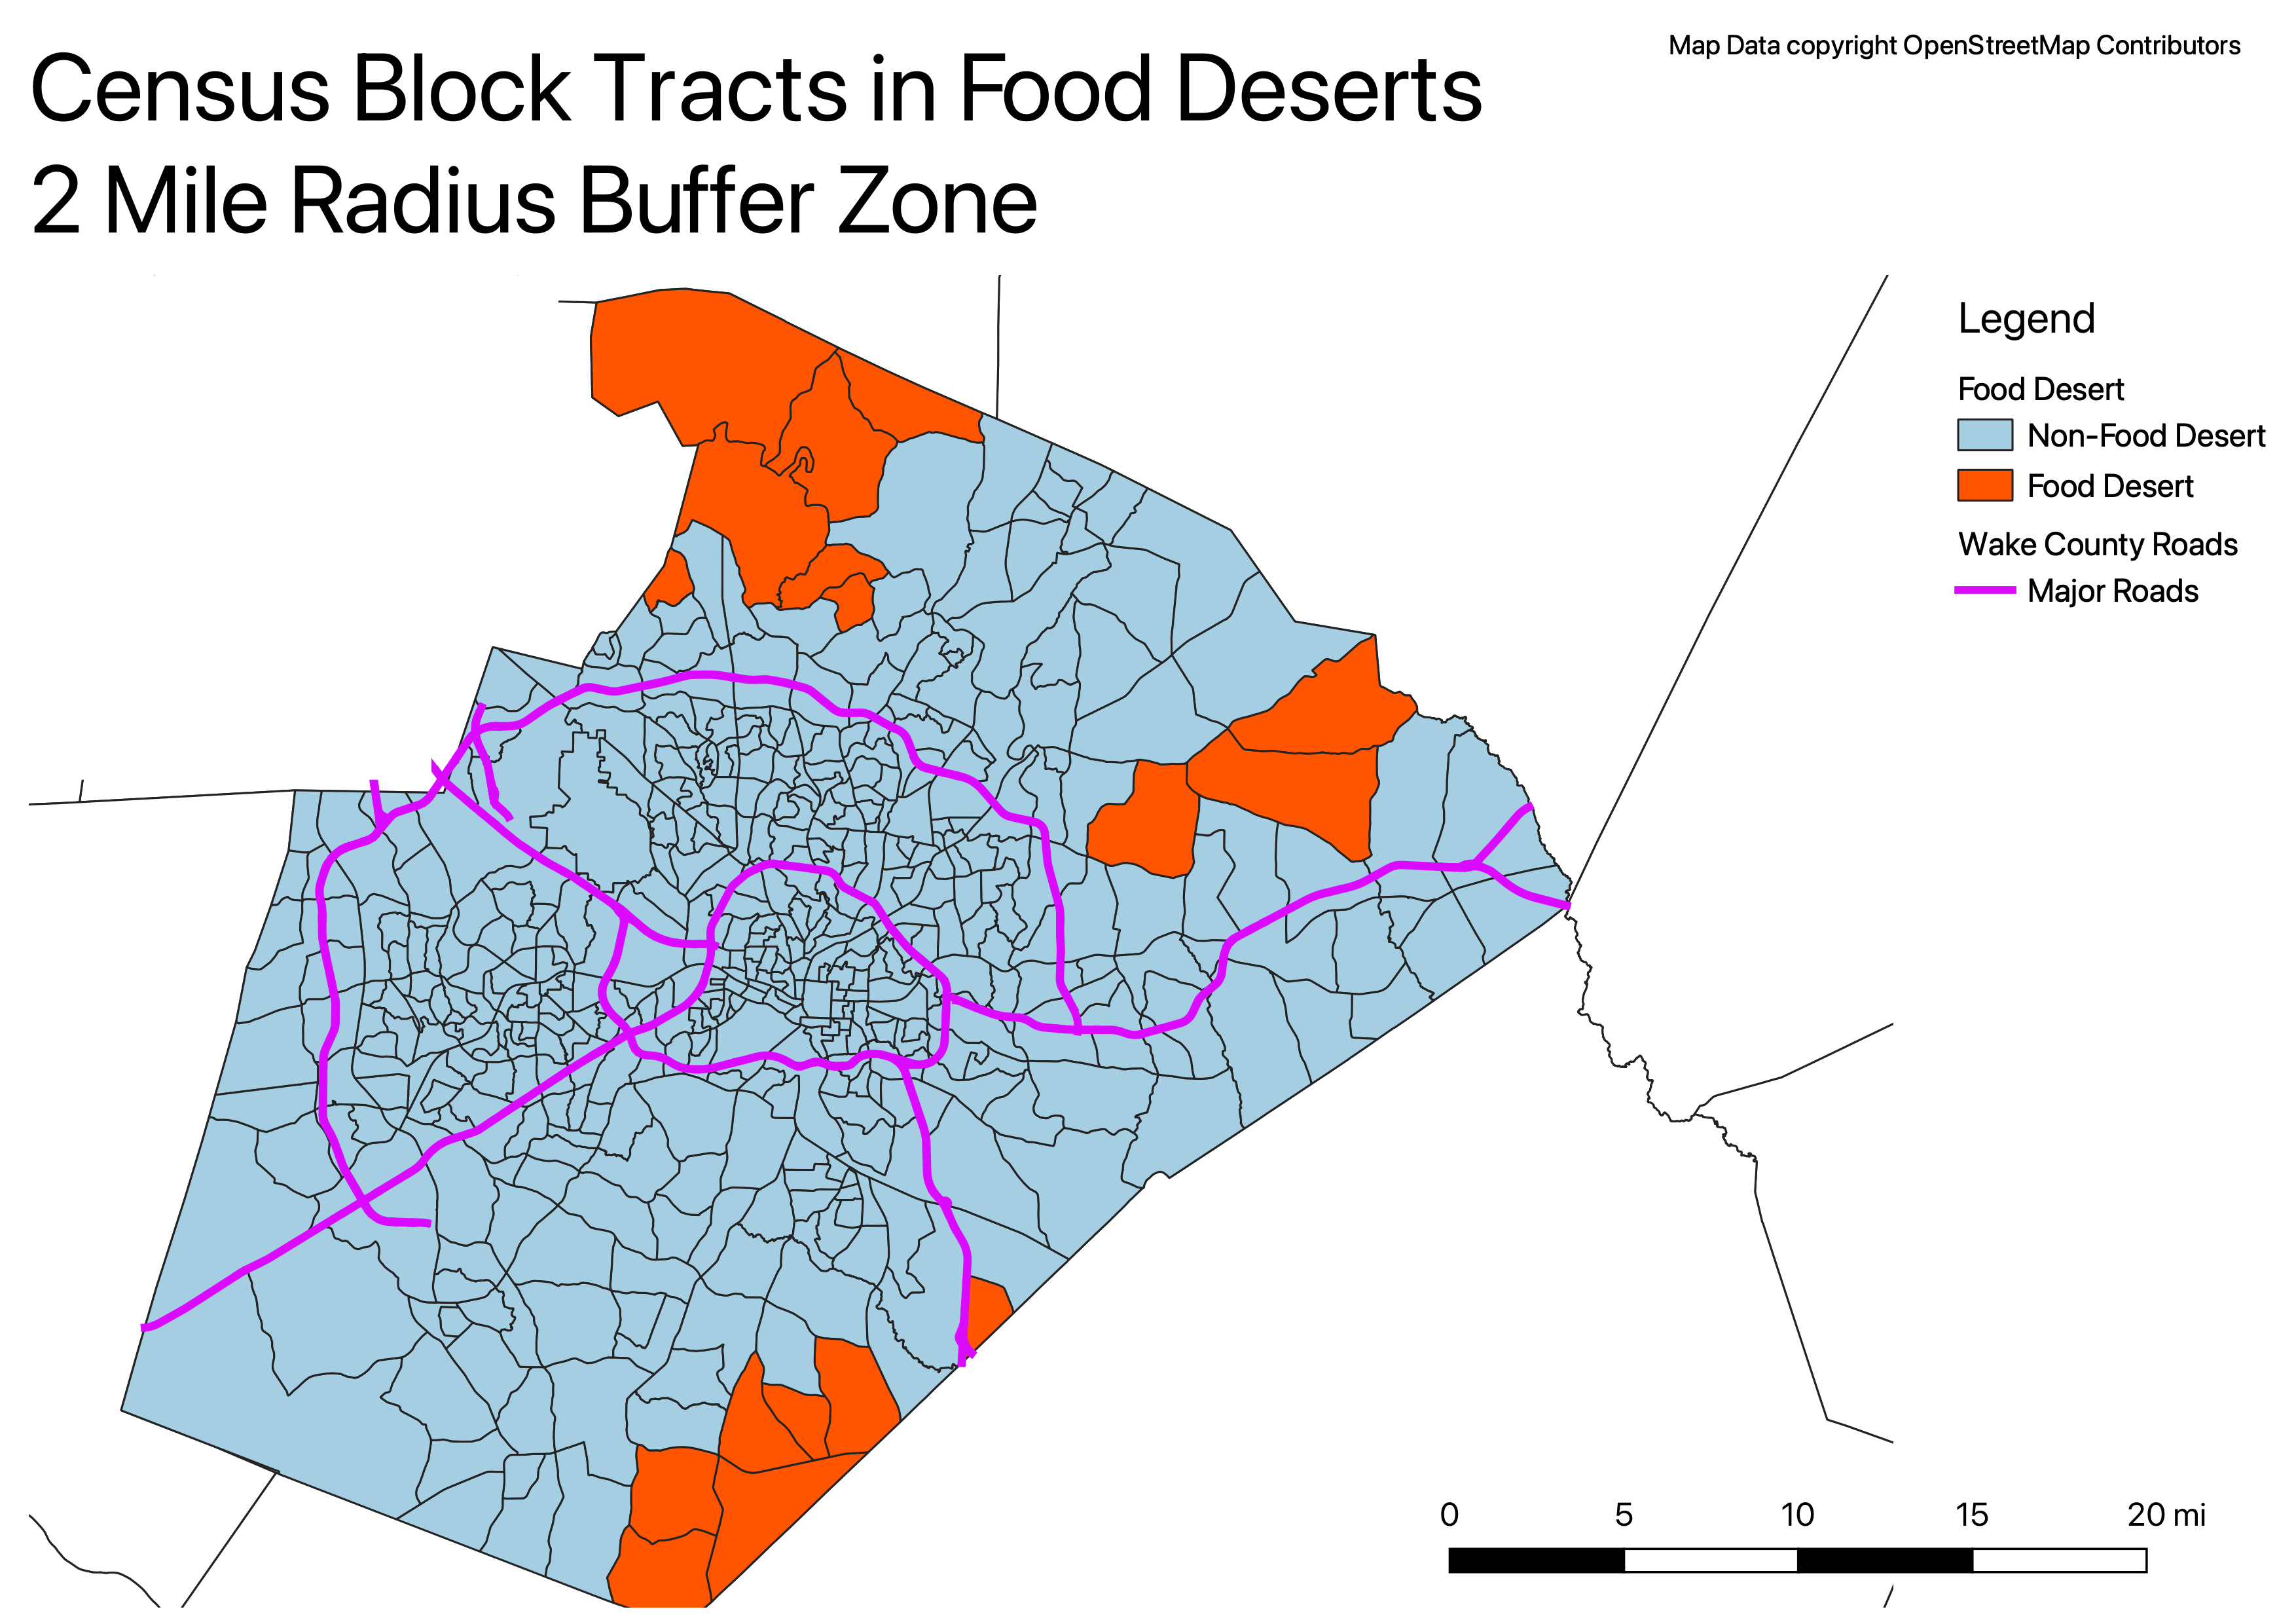 Census Block Tracts in Food Deserts
2 Mile Radius Buffer Zone
Map Data copyright OpenStreetMap Contributors
Legend
Food Desert
Non-Food Desert
Food Desert
Wake County Roads
Major Roads
0 5 10 15 20 mi